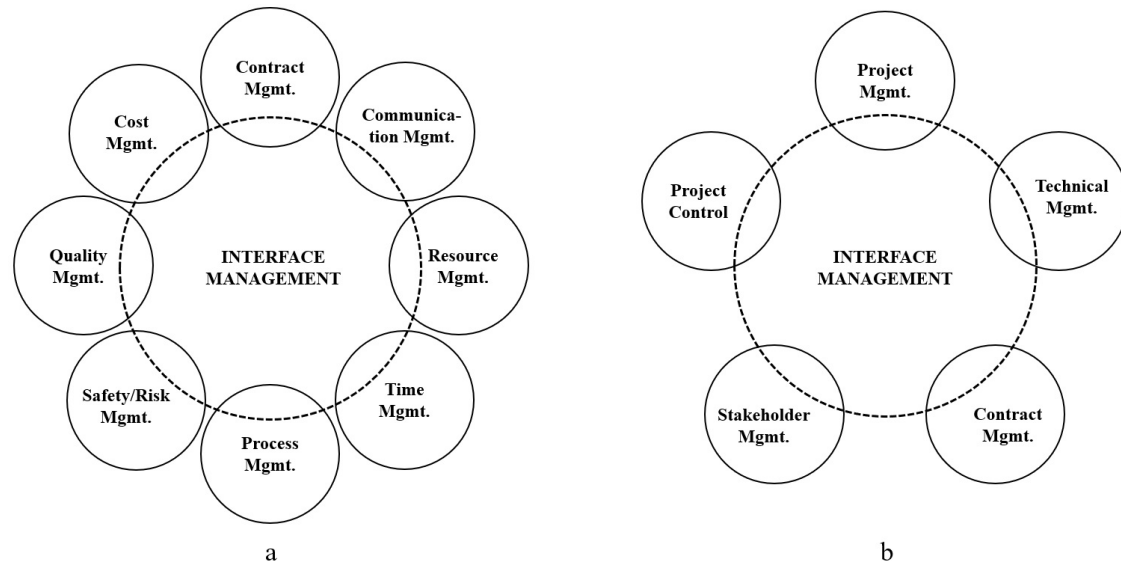 Contract
Mgmt.
Communica-
tion Mgmt.
Resource
Mgmt.
Time
Mgmt.
Process
Mgmt.
Safety/Risk
Mgmt.
Quality
Mgmt.
Cost
Mgmt.
INTERFACE
MANAGEMENT
a
Project
Mgmt.
Technical
Mgmt.
Contract
Mgmt.
Stakeholder
Mgmt.
Project
Control
INTERFACE
MANAGEMENT
b